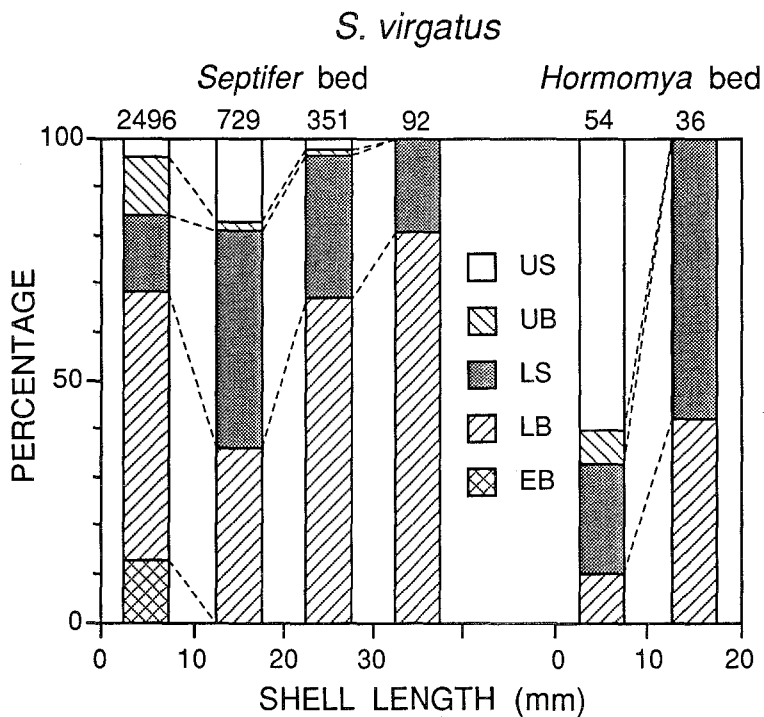 S. virgatus
Septifer bed Hormomya bed
2496 729 351 92 54 36
100
50
0
PERCENTAGE
US
UB
LS
LB
EB
0 10 20 30 0 10 20
SHELL LENGTH (mm)